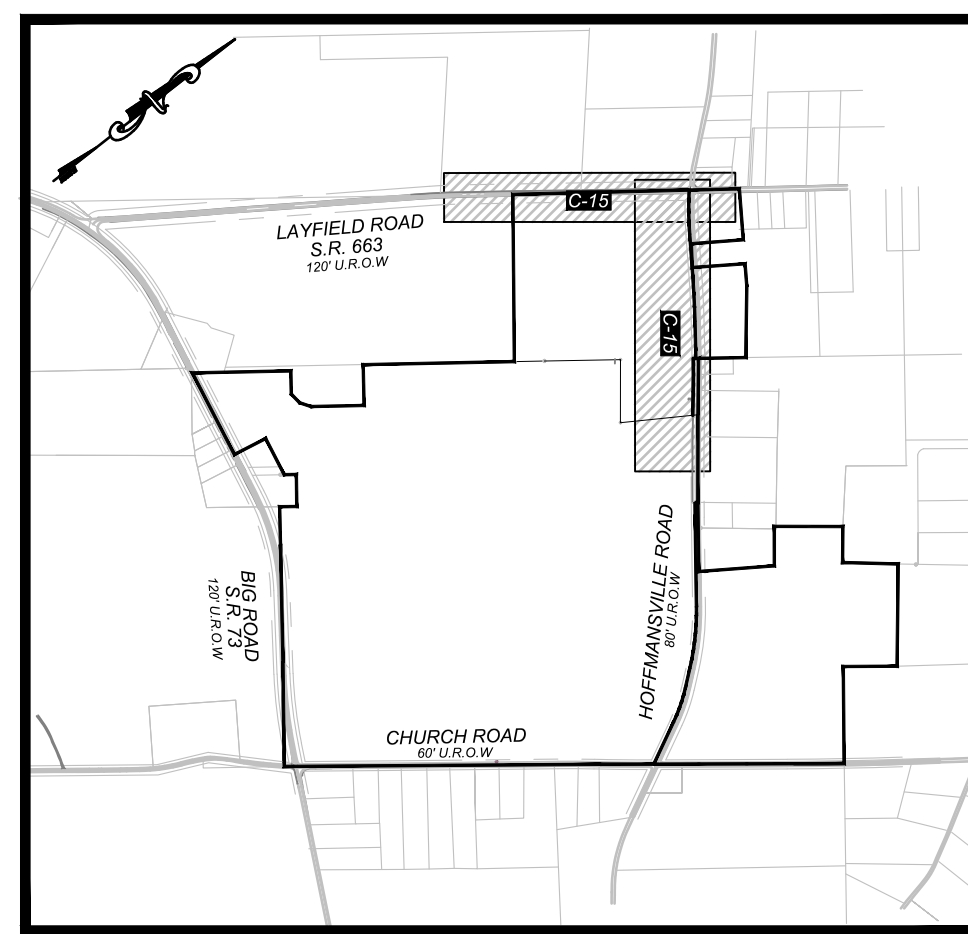 C-15
LAYFIELD ROAD
S.R. 663
120' U.R.O.W
C-15
HOFFMANSVILLE ROAD
80' U.R.O.W
BIG ROAD
S.R. 73
120' U.R.O.W
CHURCH ROAD
60' U.R.O.W